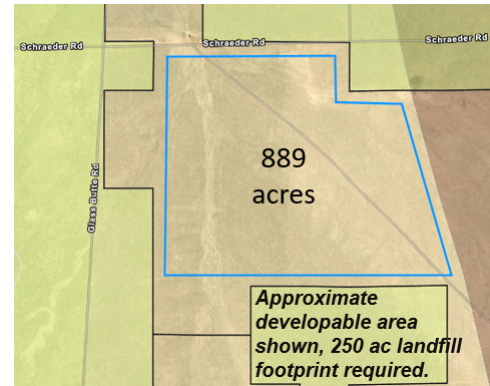 Schraeder Rd
Schraeder Rd
Schraeder Rd
889
acres
Glass Butte Rd
Approximate
developable area
shown, 250 ac landfill
footprint required.